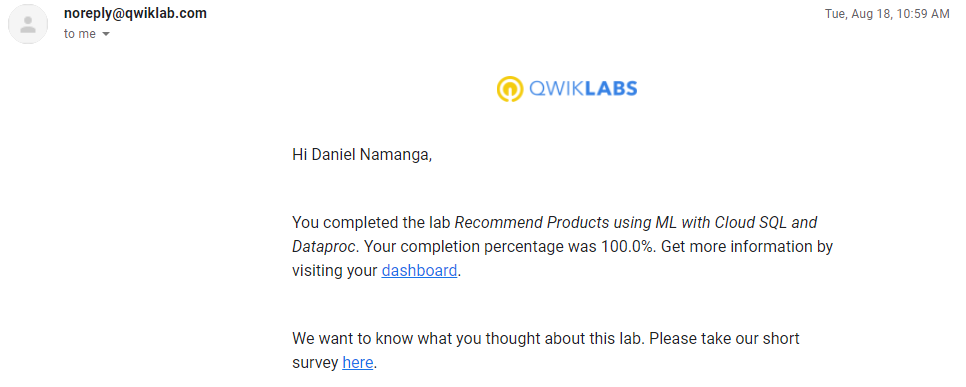 noreply@qwiklab.com
Tue, Aug 18, 10:59 AM
to me
QWIKLABS
Hi Daniel Namanga,
You completed the lab Recommend Products using ML with Cloud SQL and
Dataproc. Your completion percentage was 100.0%. Get more information by
visiting your dashboard.
We want to know what you thought about this lab. Please take our short
survey here.